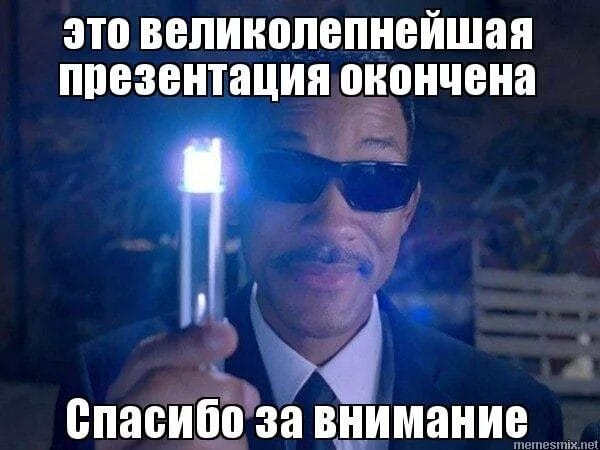 это великолепнейшая
презентация окончена
Спасибо за внимание
memesmix.net